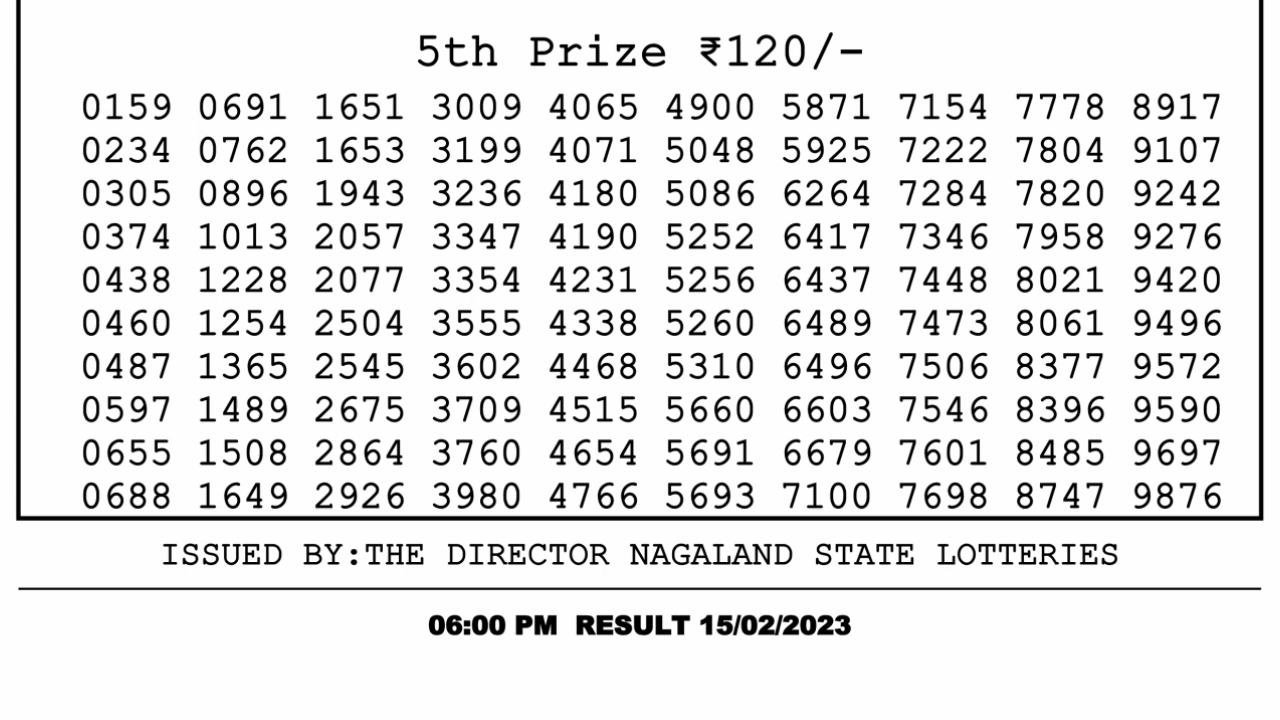 5th Prize ₹120/-
0159 0691 1651 3009 4065 4900 5871 7154 7778 8917
0234 0762 1653 3199 4071 5048 5925 7222 7804 9107
0305 0896 1943 3236 4180 5086 6264 7284 7820 9242
0374 1013 2057 3347 4190 5252 6417 7346 7958 9276
0438 1228 2077 3354 4231 5256 6437 7448 8021 9420
0460 1254 2504 3555 4338 5260 6489 7473 8061 9496
0487 1365 2545 3602 4468 5310 6496 7506 8377 9572
0597 1489 2675 3709 4515 5660 6603 7546 8396 9590
0655 1508 2864 3760 4654 5691 6679 7601 8485 9697
0688 1649 2926 3980 4766 5693 7100 7698 8747 9876
ISSUED BY:THE DIRECTOR NAGALAND STATE LOTTERIES
06:00 PM RESULT 15/02/2023